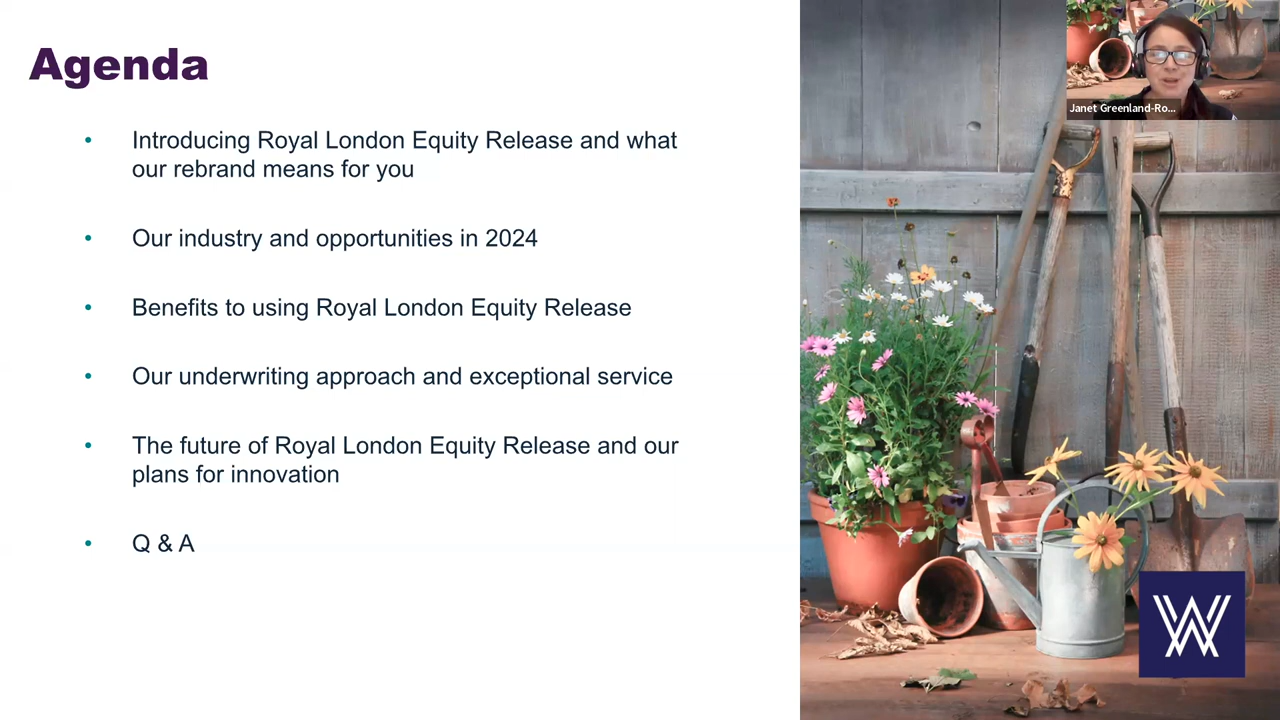 Agenda
• Introducing Royal London Equity Release and what
our rebrand means for you
• Our industry and opportunities in 2024
• Benefits to using Royal London Equity Release
• Our underwriting approach and exceptional service
• The future of Royal London Equity Release and our
plans for innovation
• Q & A
Janet Greenland-Ro...
W